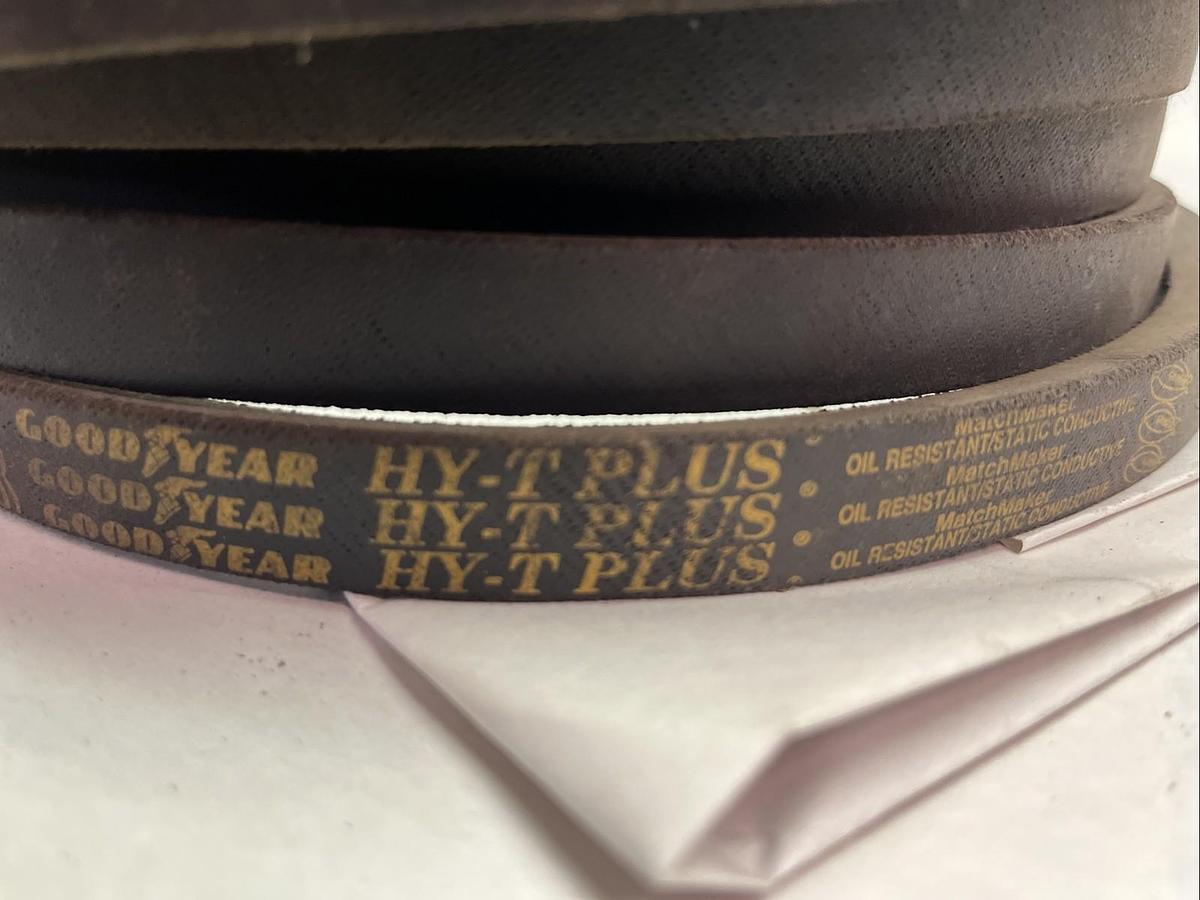 GOODYEAR HY-T PLUS ® MatchMaker
OIL RESISTANT/STATIC CONDUCTIVE
GOODYEAR HY-T PLUS ® MatchMaker
OIL RESISTANT/STATIC CONDUCTIVE
GOODYEAR HY-T PLUS ® MatchMaker
OIL RESISTANT/STATIC CONDUCTIVE